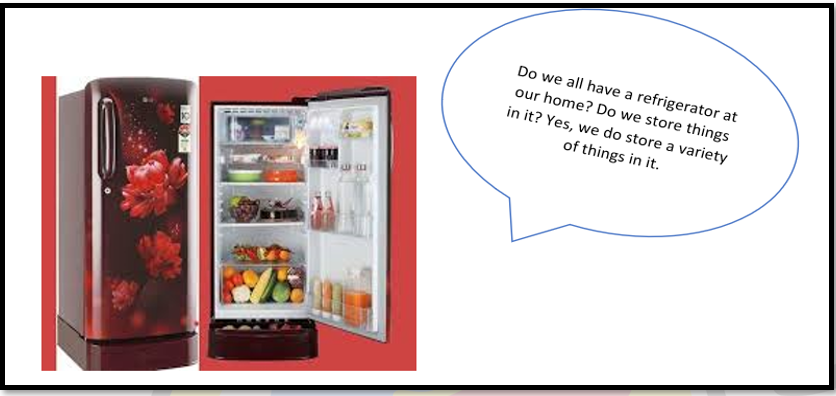 Do we all have a refrigerator at
our home? Do we store things
in it? Yes, we do store a variety
of things in it.
LG